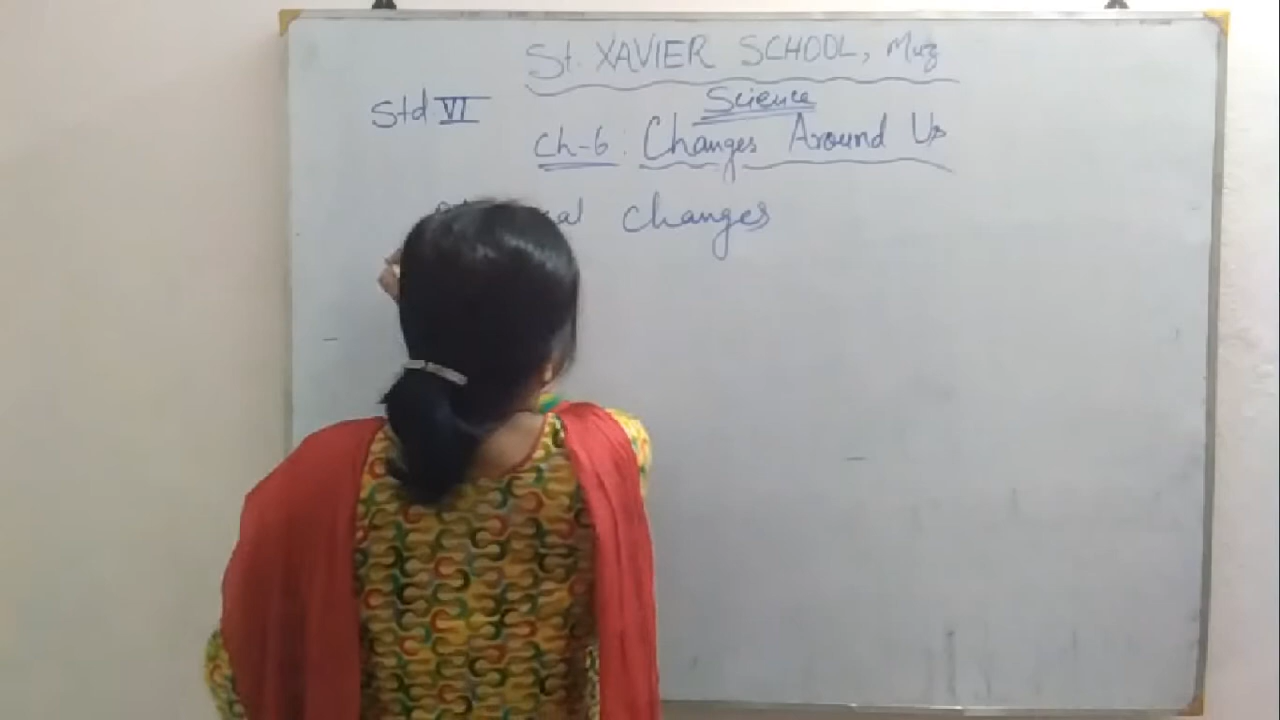 St. XAVIER SCHOOL, Muz
Science
Std VI
Ch-6: Changes Around Us
changes